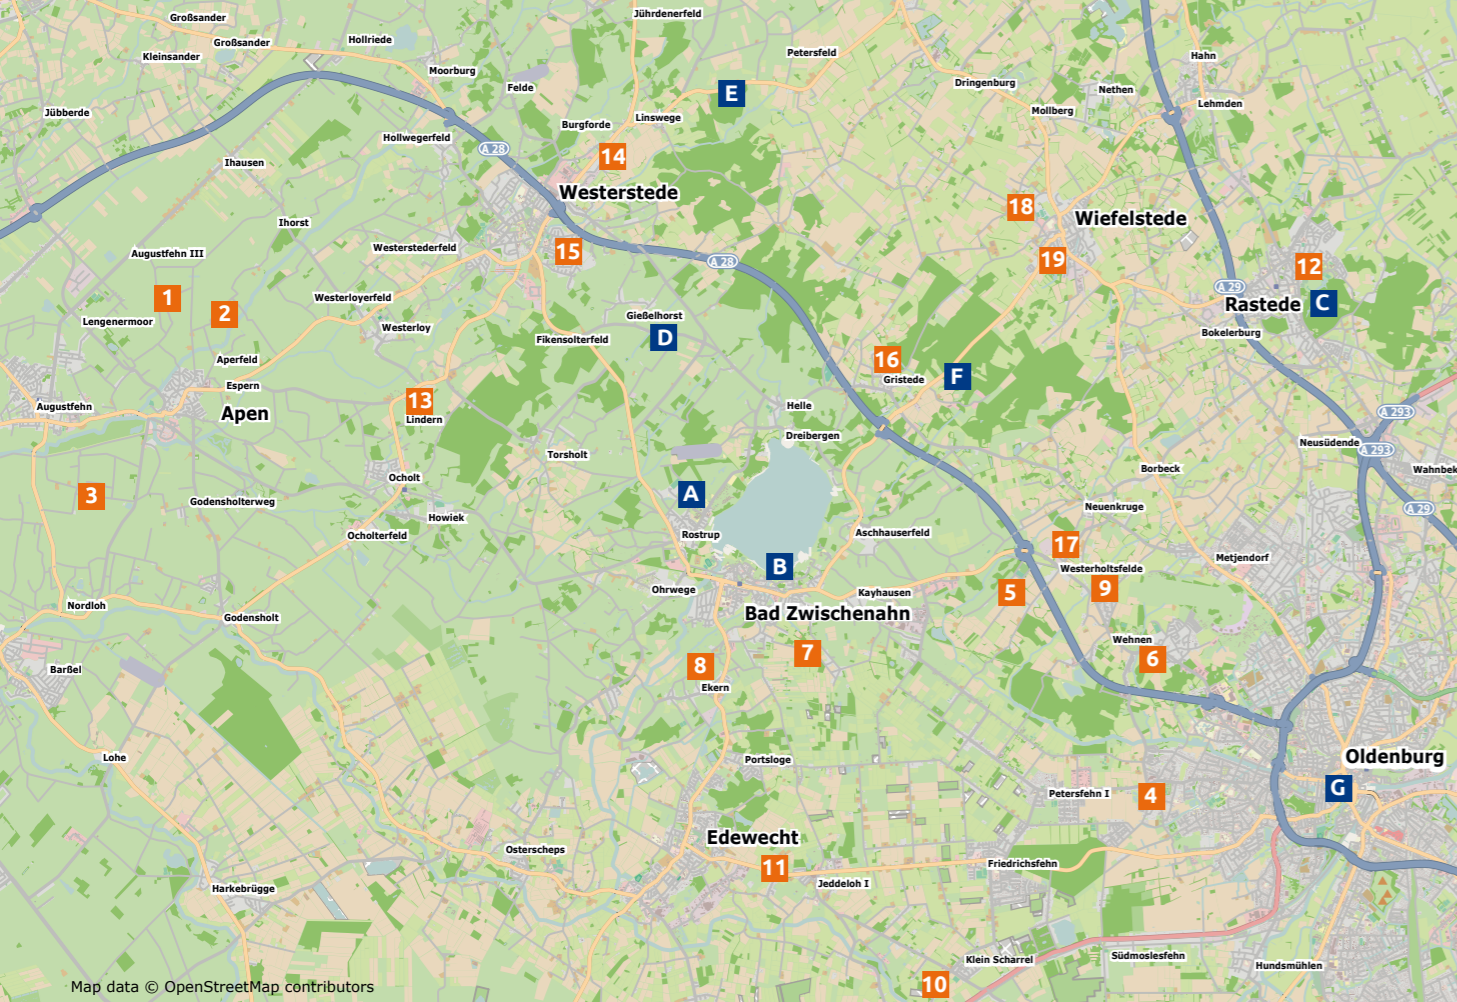 Großsander
Jührdenerfeld
Hollriede
Großsander
Kleinsander
Petersfeld
Hahn
Moorburg
Felde
Dringenburg
Nethen
E
Lehmden
Mollberg
Jübberde
Linswege
Burgforde
Hollwegerfeld
A 28
14
Ihausen
Westerstede
18
Wiefelstede
Ihorst
Westerstederfeld
15
Augustfehn III
19
A 28
12
A 29
1
Westerloyerfeld
Rastede
C
2
Gießelhorst
Lengenermoor
Westerloy
Bokelerburg
D
Fikensolterfeld
Aperfeld
16
F
Gristede
Espern
13
Augustfehn
Apen
Helle
A 293
Lindern
Dreibergen
Neusüdende
A 293
Torsholt
Borbeck
Wahnbek
Ocholt
A
3
Godensholterweg
Neuenkruge
A 29
Howiek
Ocholterfeld
Rostrup
Aschhauserfeld
17
Metjendorf
B
Westerholtsfelde
Ohrwege
Kayhausen
5
9
Nordloh
Godensholt
Bad Zwischenahn
Wehnen
7
6
8
Barßel
Ekern
Lohe
Portsloge
Oldenburg
G
Petersfehn I
4
Edewecht
Osterscheps
11
Friedrichsfehn
Jeddeloh I
Harkebrügge
Klein Scharrel
Südmoslesfehn
Hundsmühlen
10
Map data © OpenStreetMap contributors